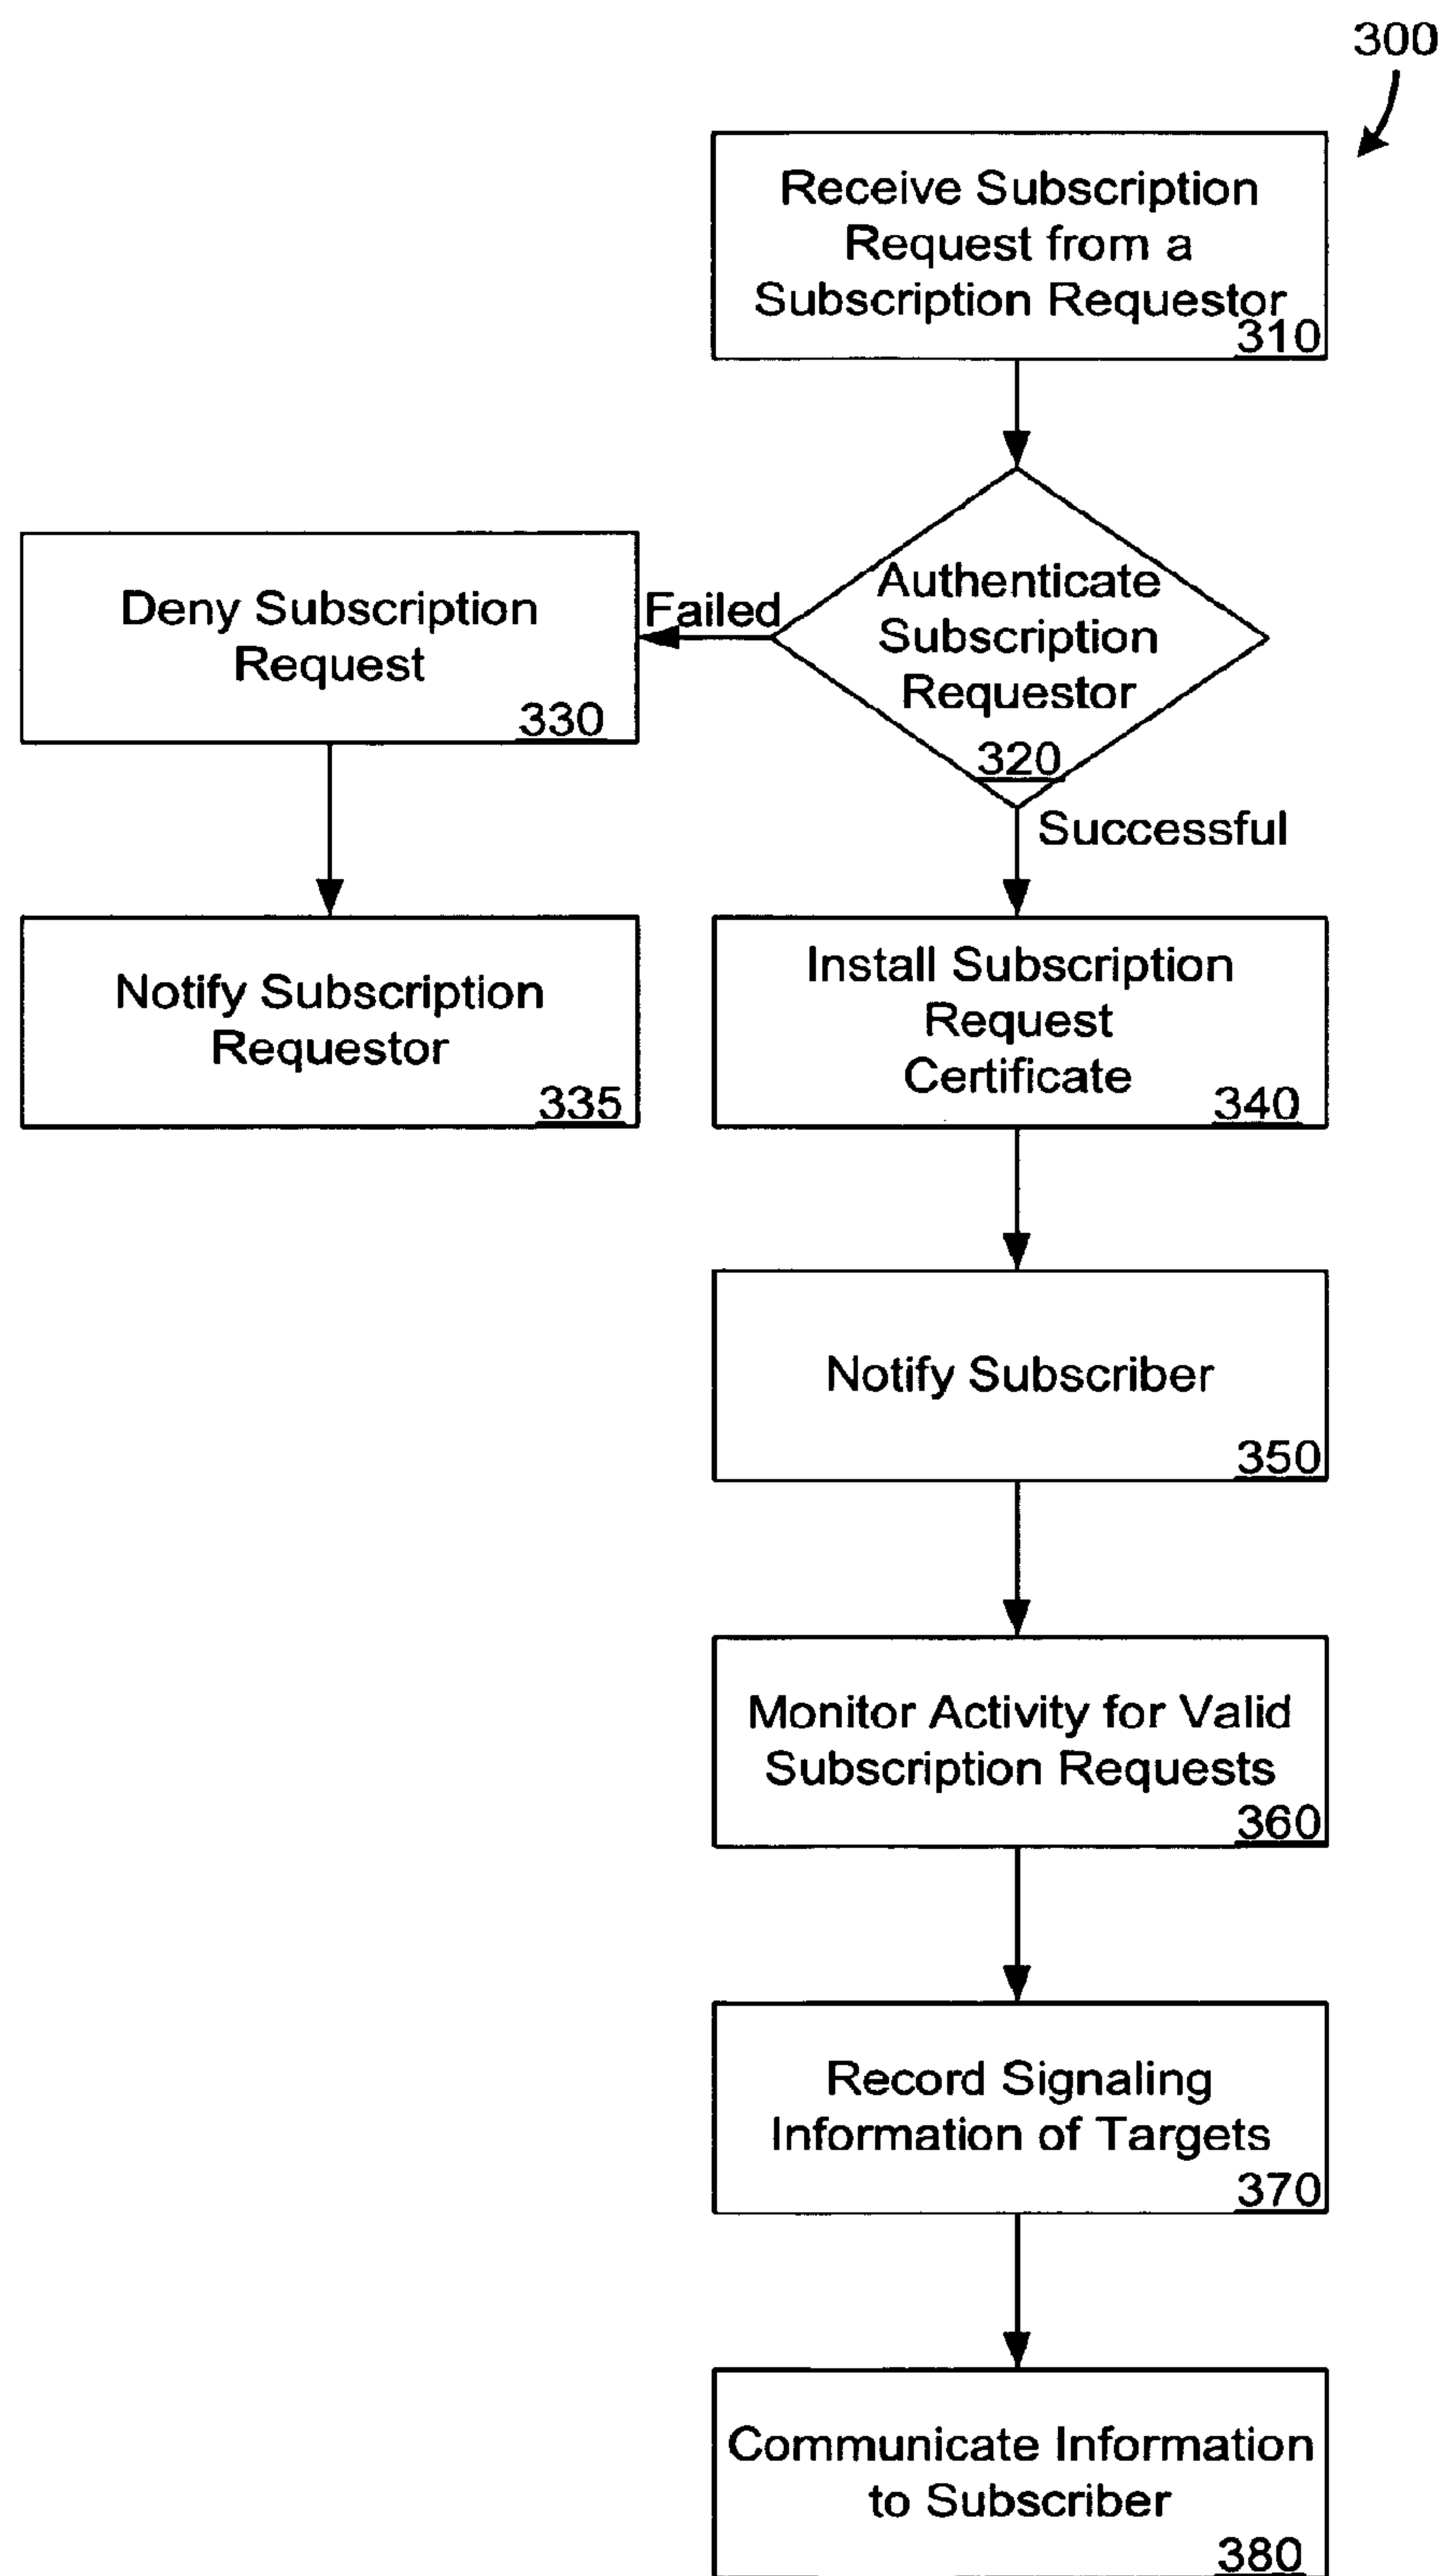 300
Receive Subscription
Request from a
Subscription Requestor
310
Authenticate
Subscription
Requestor
320
Failed
Deny Subscription
Request
330
Notify Subscription
Requestor
335
Successful
Install Subscription
Request
Certificate
340
Notify Subscriber
350
Monitor Activity for Valid
Subscription Requests
360
Record Signaling
Information of Targets
370
Communicate Information
to Subscriber
380